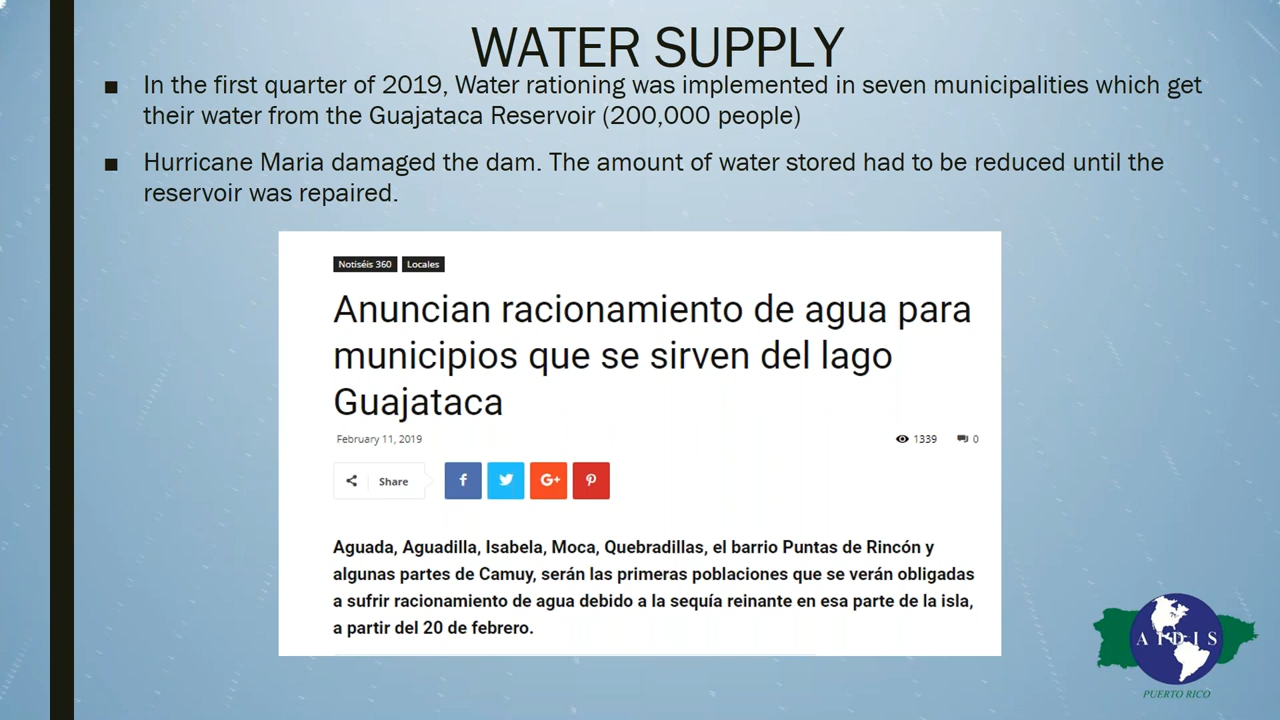 WATER SUPPLY
■ In the first quarter of 2019, Water rationing was implemented in seven municipalities which get
their water from the Guajataca Reservoir (200,000 people)
■ Hurricane Maria damaged the dam. The amount of water stored had to be reduced until the
reservoir was repaired.
Notiséis 360 Locales
Anuncian racionamiento de agua para
municipios que se sirven del lago
Guajataca
February 11, 2019 1339 0
Share f G+
Aguada, Aguadilla, Isabela, Moca, Quebradillas, el barrio Puntas de Rincón y
algunas partes de Camuy, serán las primeras poblaciones que se verán obligadas
a sufrir racionamiento de agua debido a la sequía reinante en esa parte de la isla,
a partir del 20 de febrero.
AIDIS
PUERTO RICO